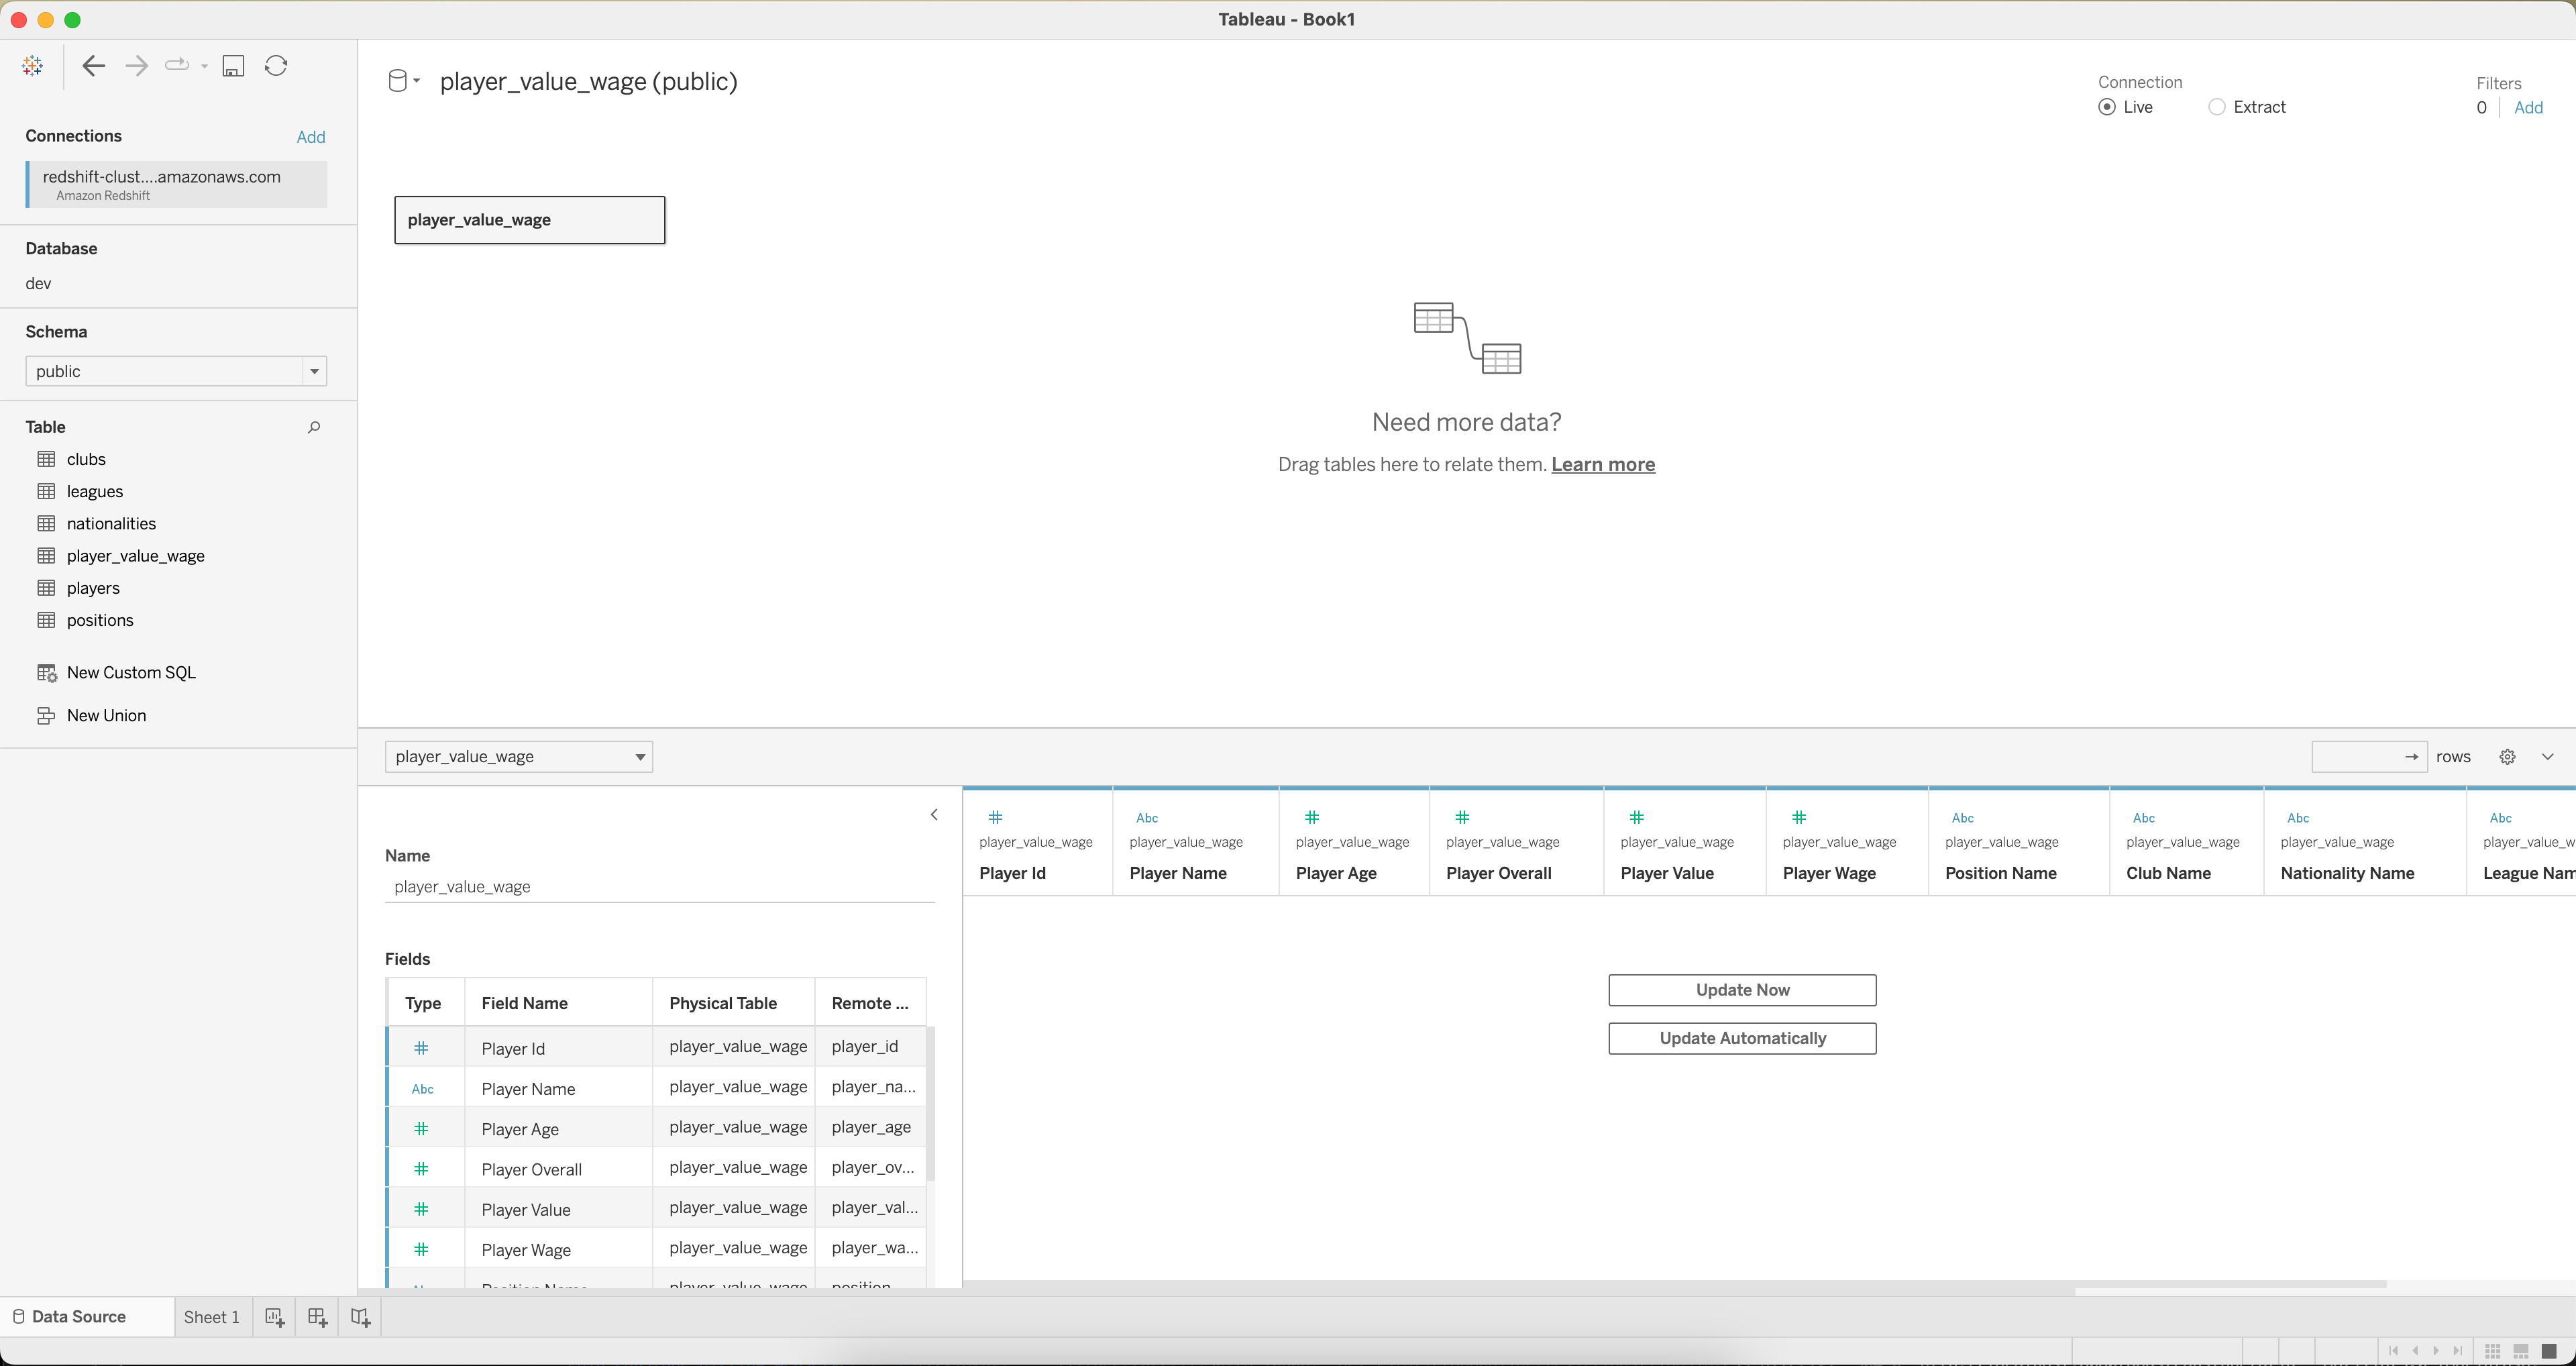 Tableau - Book1
player_value_wage (public)
Connection
Live
Extract
Filters
0
Add
Connections
Add
redshift-clust....amazonaws.com
Amazon Redshift
Database
dev
Schema
public
Table
clubs
leagues
nationalities
player_value_wage
players
positions
New Custom SQL
New Union
player_value_wage
Need more data?
Drag tables here to relate them. Learn more
player_value_wage
rows
Name
player_value_wage
Fields
Type Field Name Physical Table Remote ...
# Player Id player_value_wage player_id
Abc Player Name player_value_wage player_na...
# Player Age player_value_wage player_age
# Player Overall player_value_wage player_ov...
# Player Value player_value_wage player_val...
# Player Wage player_value_wage player_wa...
Position Name player_value_wage position
# Abc # # # # Abc Abc Abc Abc
player_value_wage player_value_wage player_value_wage player_value_wage player_value_wage player_value_wage player_value_wage player_value_wage player_value_wage player_value_w
Player Id Player Name Player Age Player Overall Player Value Player Wage Position Name Club Name Nationality Name League Nam
Update Now
Update Automatically
Data Source
Sheet 1